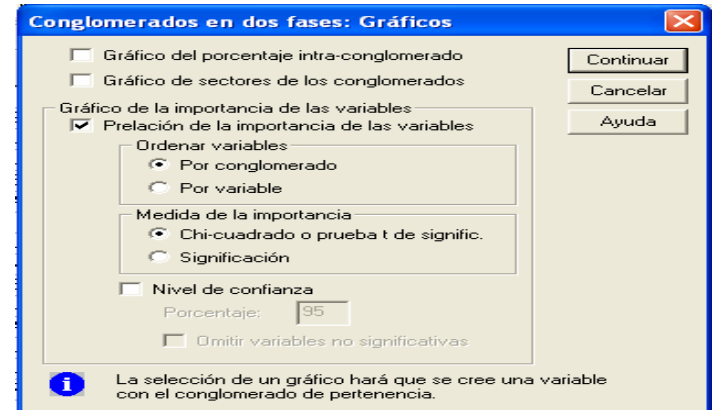 Conglomerados en dos fases: Gráficos
Gráfico del porcentaje intra-conglomerado
Continuar
Gráfico de sectores de los conglomerados
Cancelar
Gráfico de la importancia de las variables
Prelación de la importancia de las variables
Ayuda
Ordenar variables
Por conglomerado
Por variable
Medida de la importancia
Chi-cuadrado o prueba t de signific.
Significación
Nivel de confianza
Porcentaje: 95
Omitir variables no significativas
La selección de un gráfico hará que se cree una variable
con el conglomerado de pertenencia.